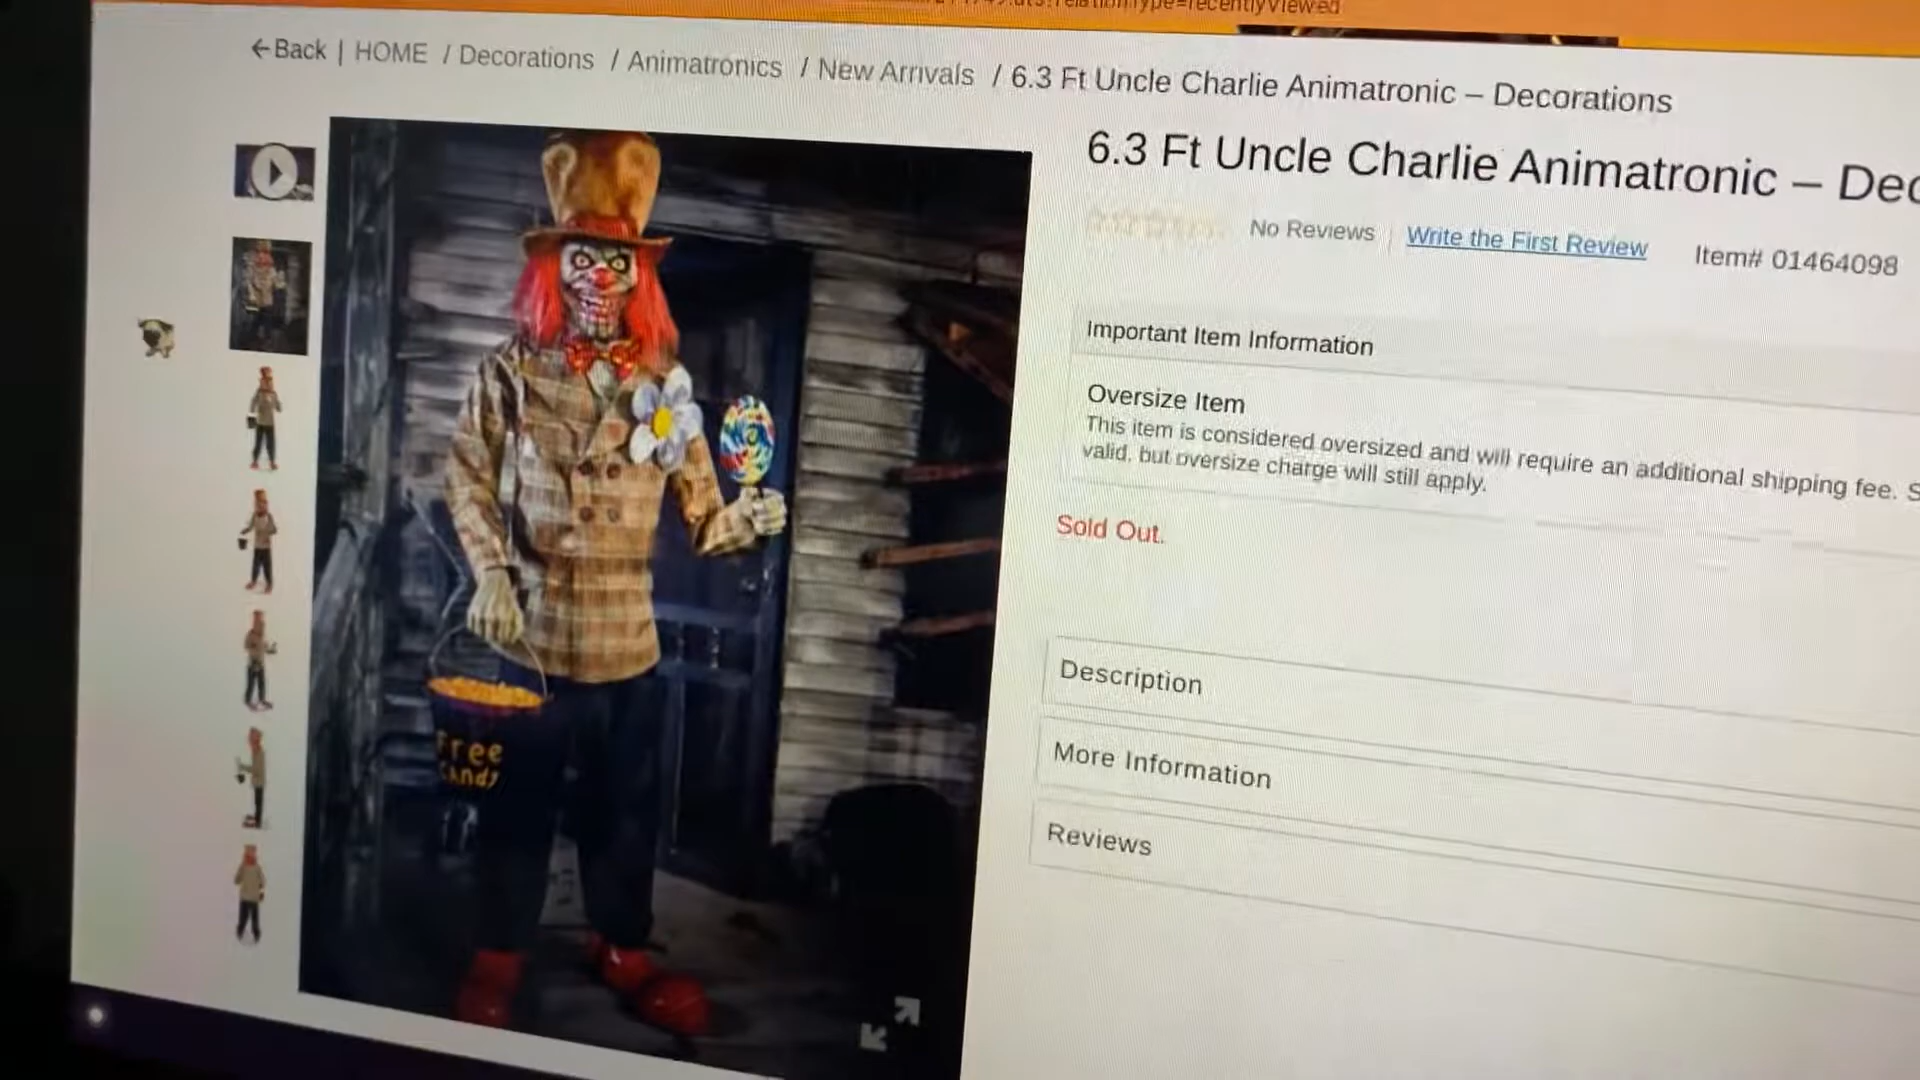 ←Back | HOME / Decorations / Animatronics / New Arrivals / 6.3 Ft Uncle Charlie Animatronic – Decorations
6.3 Ft Uncle Charlie Animatronic – Dec
No Reviews | Write the First Review Item# 01464098
Important Item Information
Oversize Item
This item is considered oversized and will require an additional shipping fee. S
valid, but oversize charge will still apply.
Sold Out.
Free
Candy
Description
More Information
Reviews